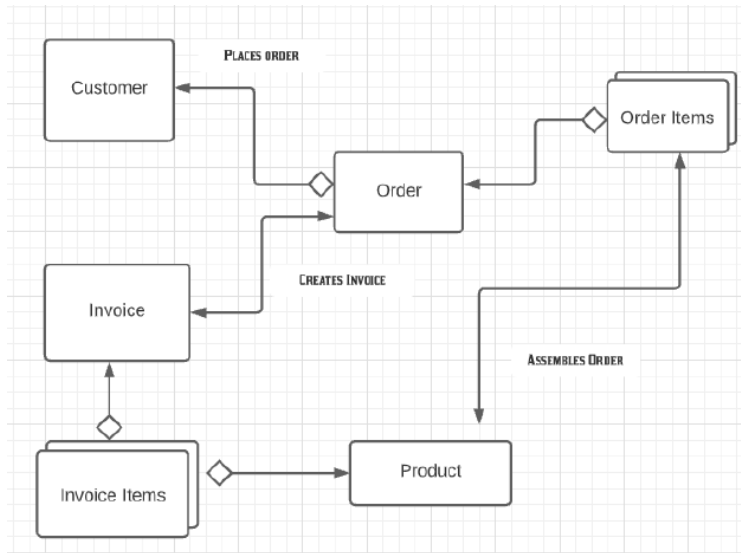 PLACES ORDER
Customer
Order Items
Order
CREATES INVOICE
Invoice
ASSEMBLES ORDER
Product
Invoice Items